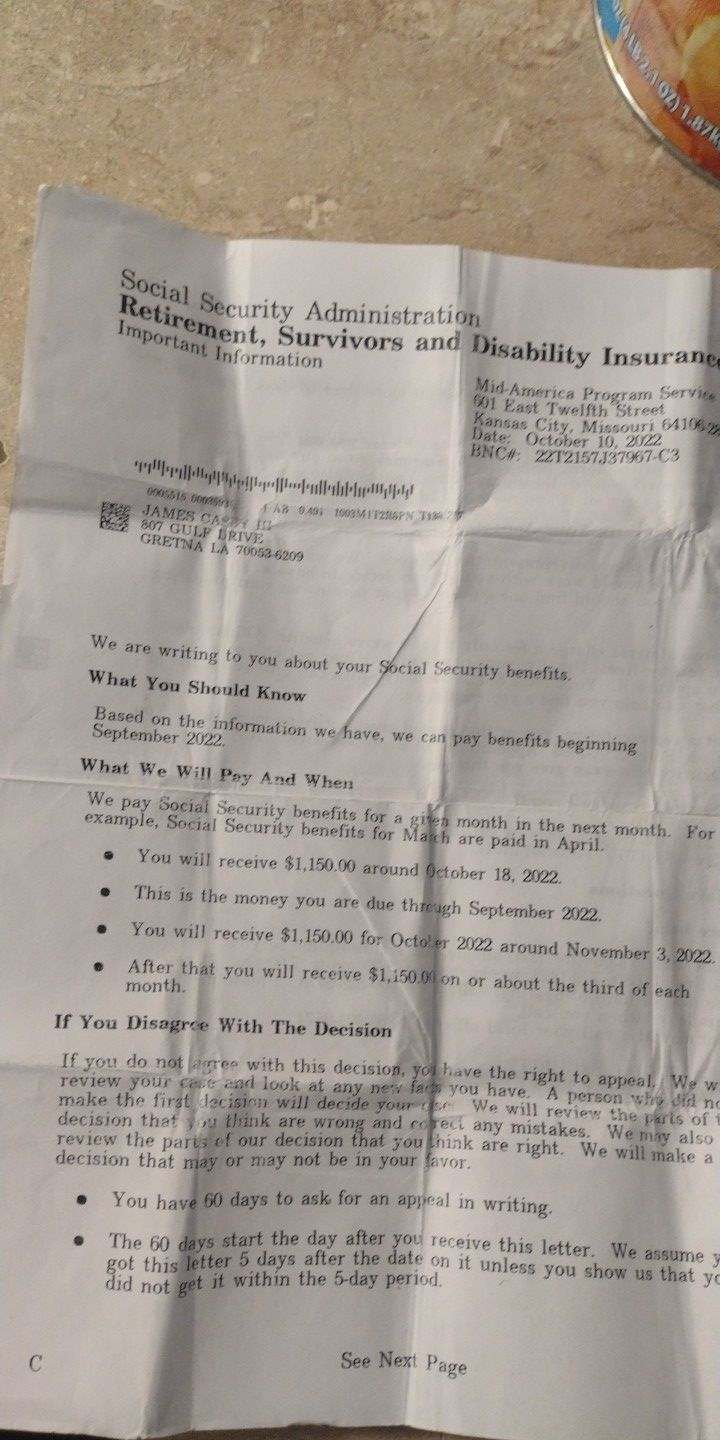 OZ) 1.87K
Social Security Administration
Retirement, Survivors and Disability Insurance
Important Information
Mid-America Program Service
601 East Twelfth Street
Kansas City, Missouri 64106
Date: October 10, 2022
BNC#: 22T2157J37967-C3
AB 0.491
JAMES III
807 GULF DRIVE
GRETNA LA 70053-6209
We are writing to you about your Social Security benefits.
What You Should Know
Based on the information we have, we can pay benefits beginning
September 2022.
What We Will Pay And When
We pay Social Security benefits for a given month in the next month. For
example, Social Security benefits for March are paid in April.
• You will receive $1,150.00 around October 18, 2022.
• This is the money you are due through September 2022.
• You will receive $1,150.00 for October 2022 around November 3, 2022.
• After that you will receive $1,150.00 on or about the third of each
month.
If You Disagree With The Decision
If you do not agree with this decision, you have the right to appeal. We w
review your case and look at any new facts you have. A person who did no
make the first decision will decide your case. We will review the parts of t
decision that you think are wrong and correct any mistakes. We may also
review the parts of our decision that you think are right. We will make a
decision that may or may not be in your favor.
• You have 60 days to ask for an appeal in writing.
• The 60 days start the day after you receive this letter. We assume y
got this letter 5 days after the date on it unless you show us that yo
did not get it within the 5-day period.
C
See Next Page